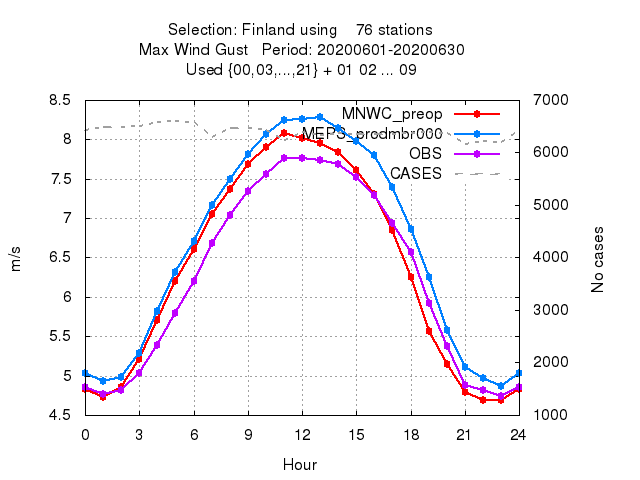 Selection: Finland using 76 stations
Max Wind Gust Period: 20200601-20200630
Used {00,03,...,21} + 01 02 ... 09
8.5
8
7.5
7
6.5
6
5.5
5
4.5
m/s
MNWC_preop
MEPS_prodmbr000
OBS
CASES
7000
6000
5000
4000
3000
2000
1000
No cases
0 3 6 9 12 15 18 21 24
Hour